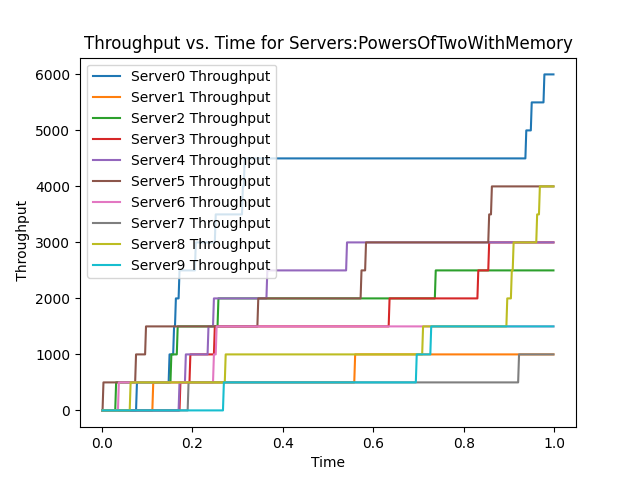 Throughput vs. Time for Servers:PowersOfTwoWithMemory
Server0 Throughput
Server1 Throughput
Server2 Throughput
Server3 Throughput
Server4 Throughput
Server5 Throughput
Server6 Throughput
Server7 Throughput
Server8 Throughput
Server9 Throughput
Throughput
6000
5000
4000
3000
2000
1000
0
0.0 0.2 0.4 0.6 0.8 1.0
Time